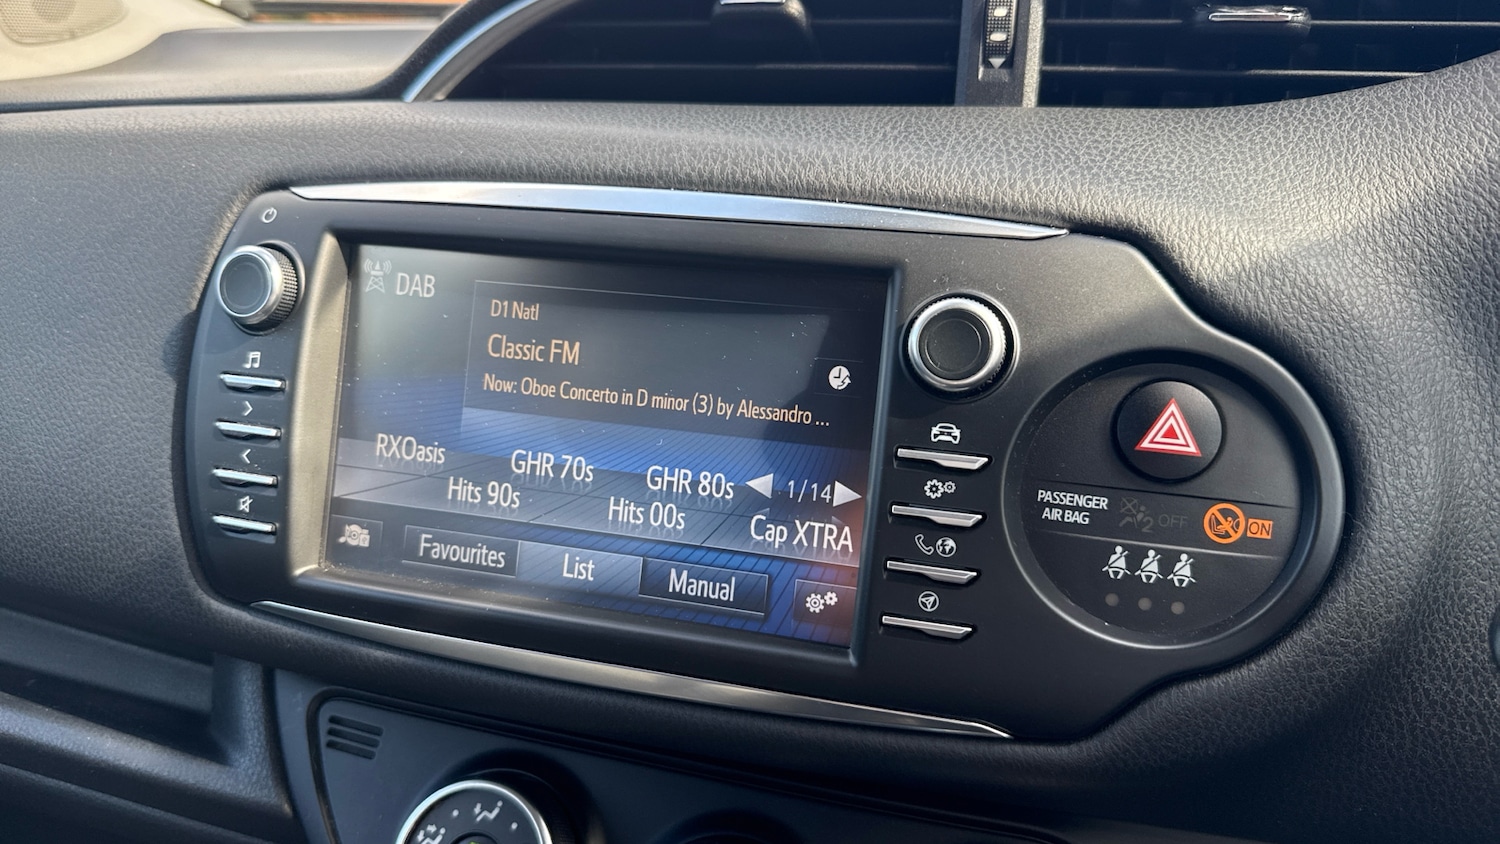 DAB
D1 Natl
Classic FM
Now: Oboe Concerto in D minor (3) by Alessandro ...
RXOasis GHR 70s GHR 80s 1/14
Hits 90s Hits 00s Cap XTRA
Favourites List Manual
PASSENGER
AIR BAG
2 OFF
ON